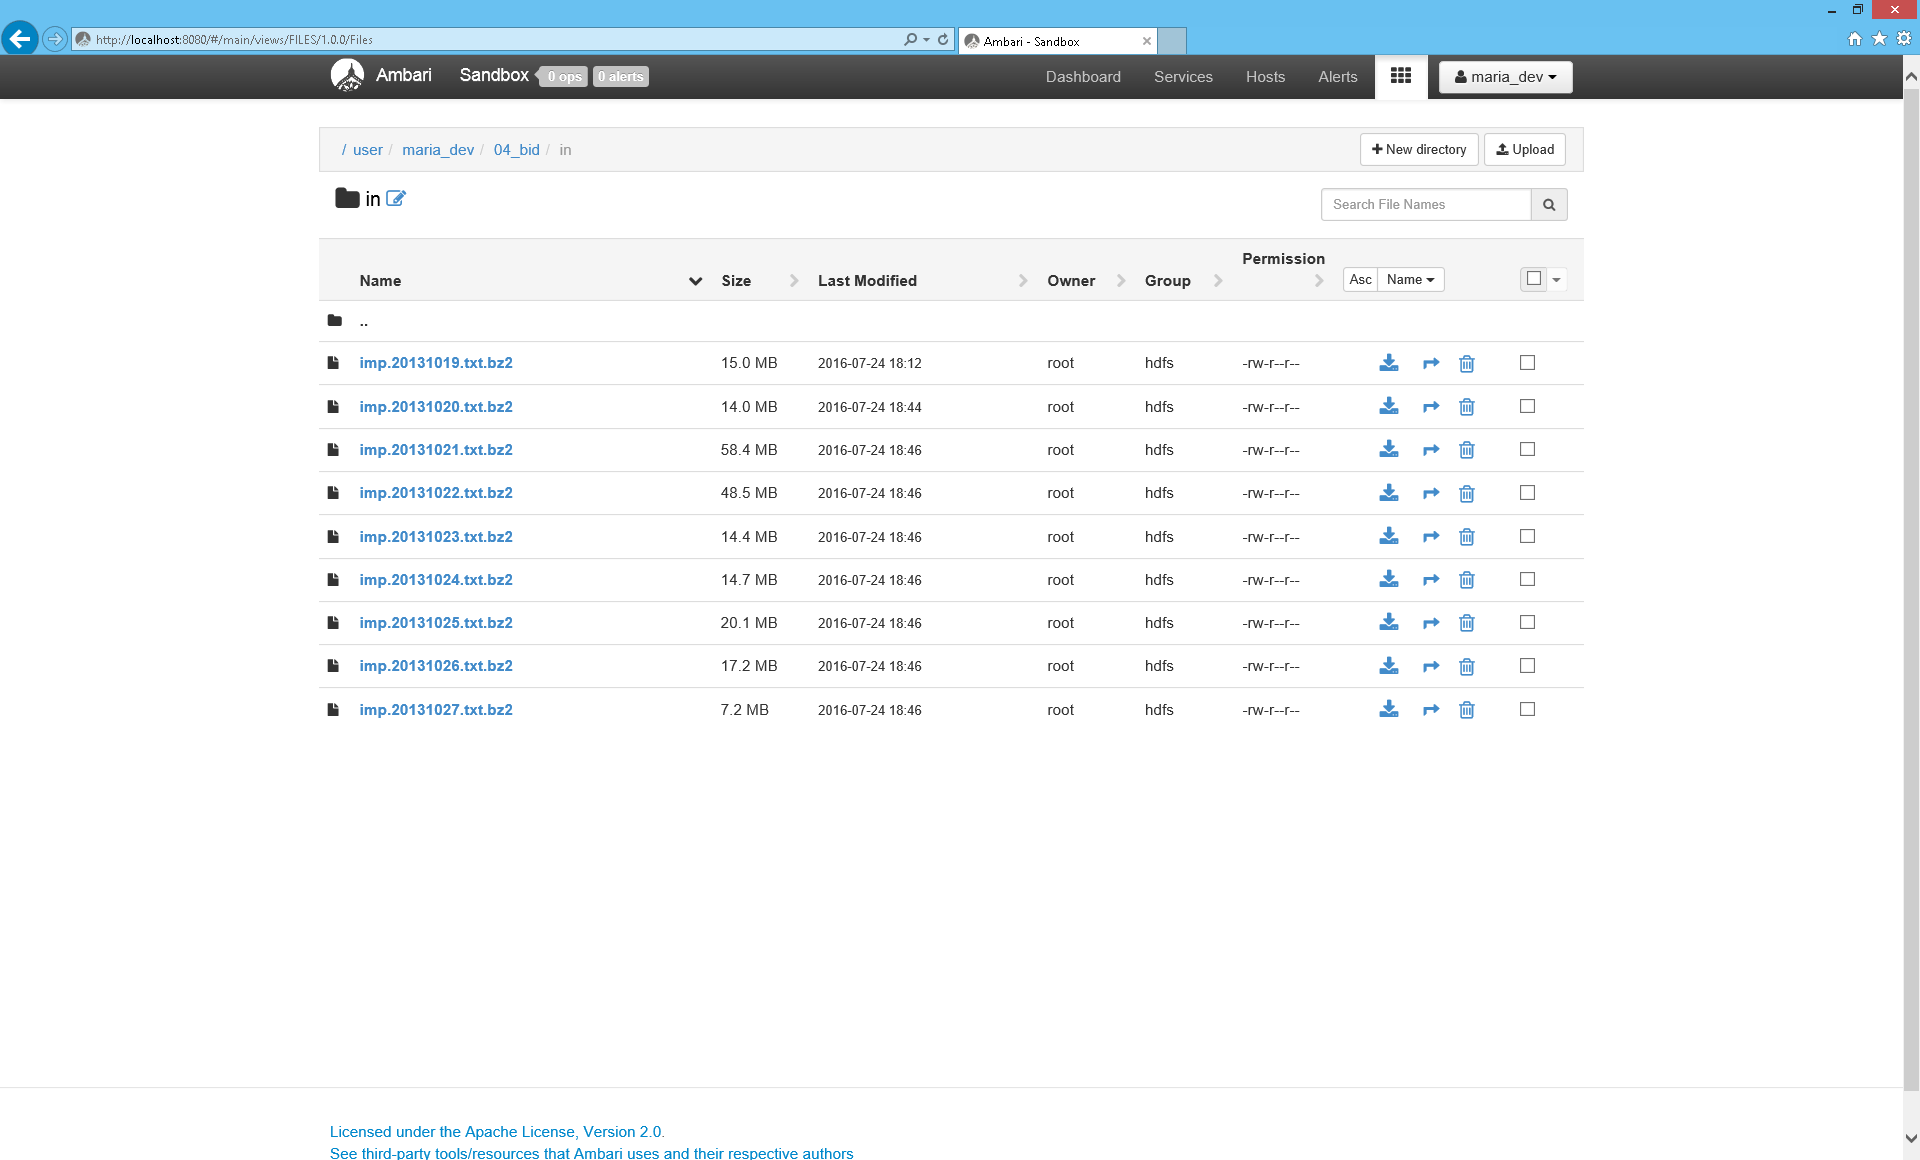 http://localhost:8080/#/main/views/FILES/1.0.0/Files
Ambari - Sandbox
Ambari Sandbox 0 ops 0 alerts Dashboard Services Hosts Alerts maria_dev
/ user / maria_dev / 04_bid / in
New directory Upload
in
Search File Names
Name Size Last Modified Owner Group Permission Asc Name
..
imp.20131019.txt.bz2 15.0 MB 2016-07-24 18:12 root hdfs -rw-r--r--
imp.20131020.txt.bz2 14.0 MB 2016-07-24 18:44 root hdfs -rw-r--r--
imp.20131021.txt.bz2 58.4 MB 2016-07-24 18:46 root hdfs -rw-r--r--
imp.20131022.txt.bz2 48.5 MB 2016-07-24 18:46 root hdfs -rw-r--r--
imp.20131023.txt.bz2 14.4 MB 2016-07-24 18:46 root hdfs -rw-r--r--
imp.20131024.txt.bz2 14.7 MB 2016-07-24 18:46 root hdfs -rw-r--r--
imp.20131025.txt.bz2 20.1 MB 2016-07-24 18:46 root hdfs -rw-r--r--
imp.20131026.txt.bz2 17.2 MB 2016-07-24 18:46 root hdfs -rw-r--r--
imp.20131027.txt.bz2 7.2 MB 2016-07-24 18:46 root hdfs -rw-r--r--
Licensed under the Apache License, Version 2.0.
See third-party tools/resources that Ambari uses and their respective authors